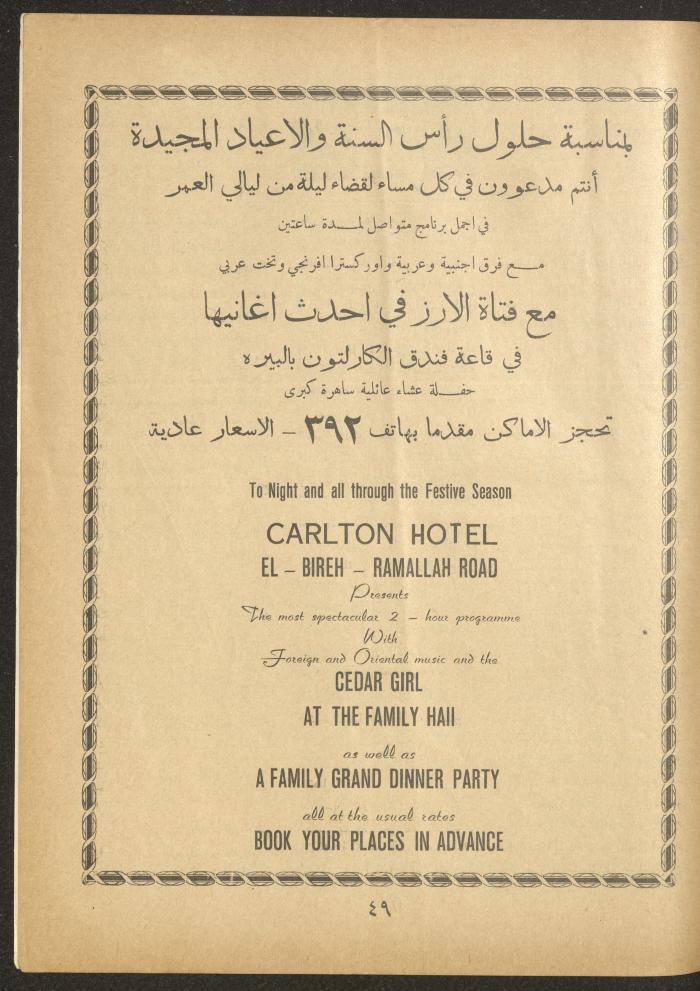 بمناسبة حلول رأس السنة والاعياد المجيدة
أنتم مدعوون في كل مساء لقضاء ليلة من ليالي العمر
في اجمل برنامج متواصل لمـــدة ساعتين
مـــع فرق اجنبية وعربية واوركسترا افرنجي وتخت عربي
مع فتاة الارز في احدث اغانيها
في قاعة فندق الكارلتون بالبيره
حفـــلة عشاء عائلية ساهرة كبرى
تحجز الاماكن مقدما بهاتف ٣٩٢ – الاسعار عادية
To Night and all through the Festive Season
CARLTON HOTEL
EL – BIREH – RAMALLAH ROAD
Presents
The most spectacular 2 – hour programme
With
Foreign and Oriental music and the
CEDAR GIRL
AT THE FAMILY HAll
as well as
A FAMILY GRAND DINNER PARTY
all at the usual rates
BOOK YOUR PLACES IN ADVANCE
٤٩